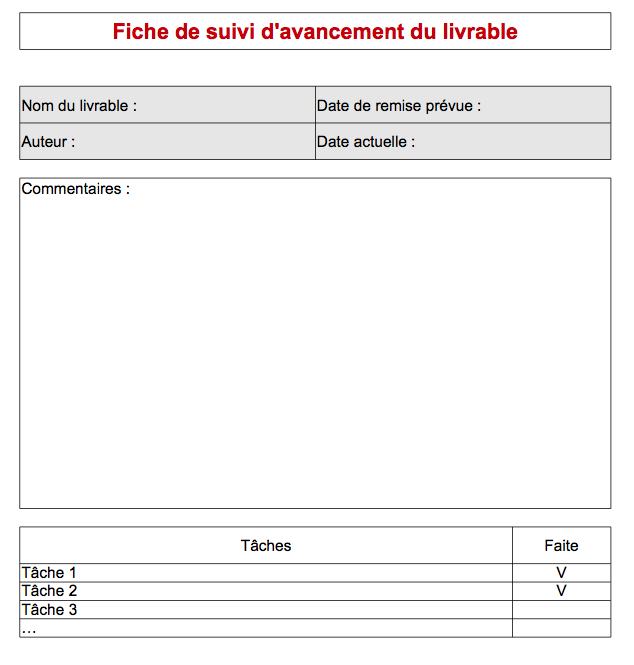 Fiche de suivi d'avancement du livrable
Nom du livrable : Date de remise prévue :
Auteur : Date actuelle :
Commentaires :
Tâches Faite
Tâche 1 V
Tâche 2 V
Tâche 3
...